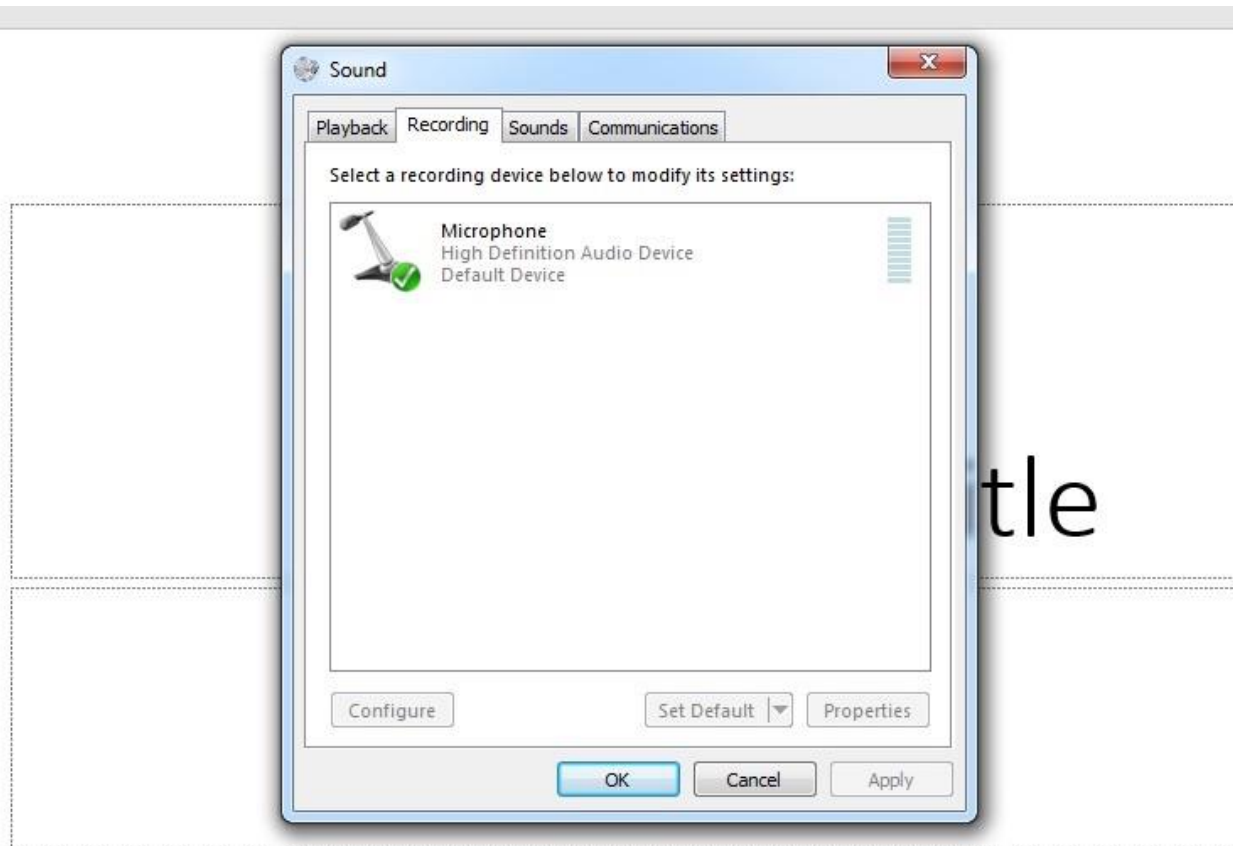 Sound
Playback Recording Sounds Communications
Select a recording device below to modify its settings:
Microphone
High Definition Audio Device
Default Device
tle
Configure Set Default Properties
OK Cancel Apply